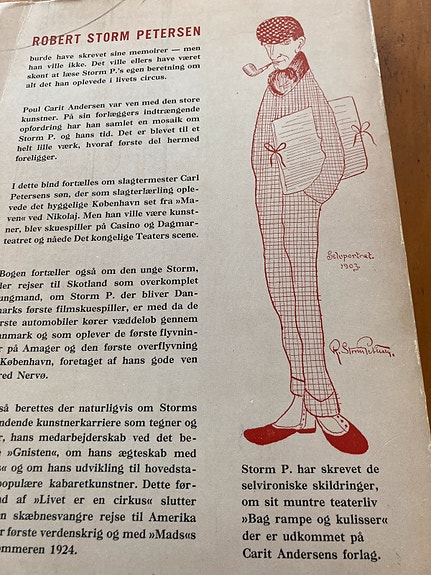 ROBERT STORM PETERSEN
burde have skrevet sine memoirer — men
han ville ikke. Det ville ellers have været
skønt at læse Storm P.'s egen beretning om
alt det han oplevede i livets circus.
Poul Carit Andersen var ven med den store
kunstner. På sin forlæggers indtrængende
opfordring har han samlet en mosaik om
Storm P. og hans tid. Det er blevet til et
helt lille værk, hvoraf første del hermed
foreligger.
I dette bind fortælles om slagtermester Carl
Petersens søn, der som slagterlærling ople-
vede det hyggelige København set fra »Ma-
ven« ved Nikolaj. Men han ville være kunst-
ner, blev skuespiller på Casino og Dagmar-
teatret og nåede Det kongelige Teaters scene.
Bogen fortæller også om den unge Storm,
der rejser til Skotland som overkomplet
ungmand, om Storm P. der bliver Dan-
marks første filmskuespiller, er med da de
ørste automobiler kører væddeløb gennem
anmark og som oplever de første flyvnin-
r på Amager og den første overflyvning
København, foretaget af hans gode ven
red Nervø.
så berettes der naturligvis om Storms
ndende kunstnerkarriere som tegner og
r, hans medarbejderskab ved det be-
e »Gnisten«, om hans ægteskab med
s« og om hans udvikling til hovedsta-
populære kabaretkunstner. Dette før-
d af »Livet er en cirkus« slutter
n skæbnesvangre rejse til Amerika
r første verdenskrig og med »Mads«s
ommeren 1924.
Selvportræt.
1903
R. Storm Petersen.
Storm P. har skrevet de
selvironiske skildringer,
om sit muntre teaterliv
»Bag rampe og kulisser«
der er udkommet på
Carit Andersens forlag.